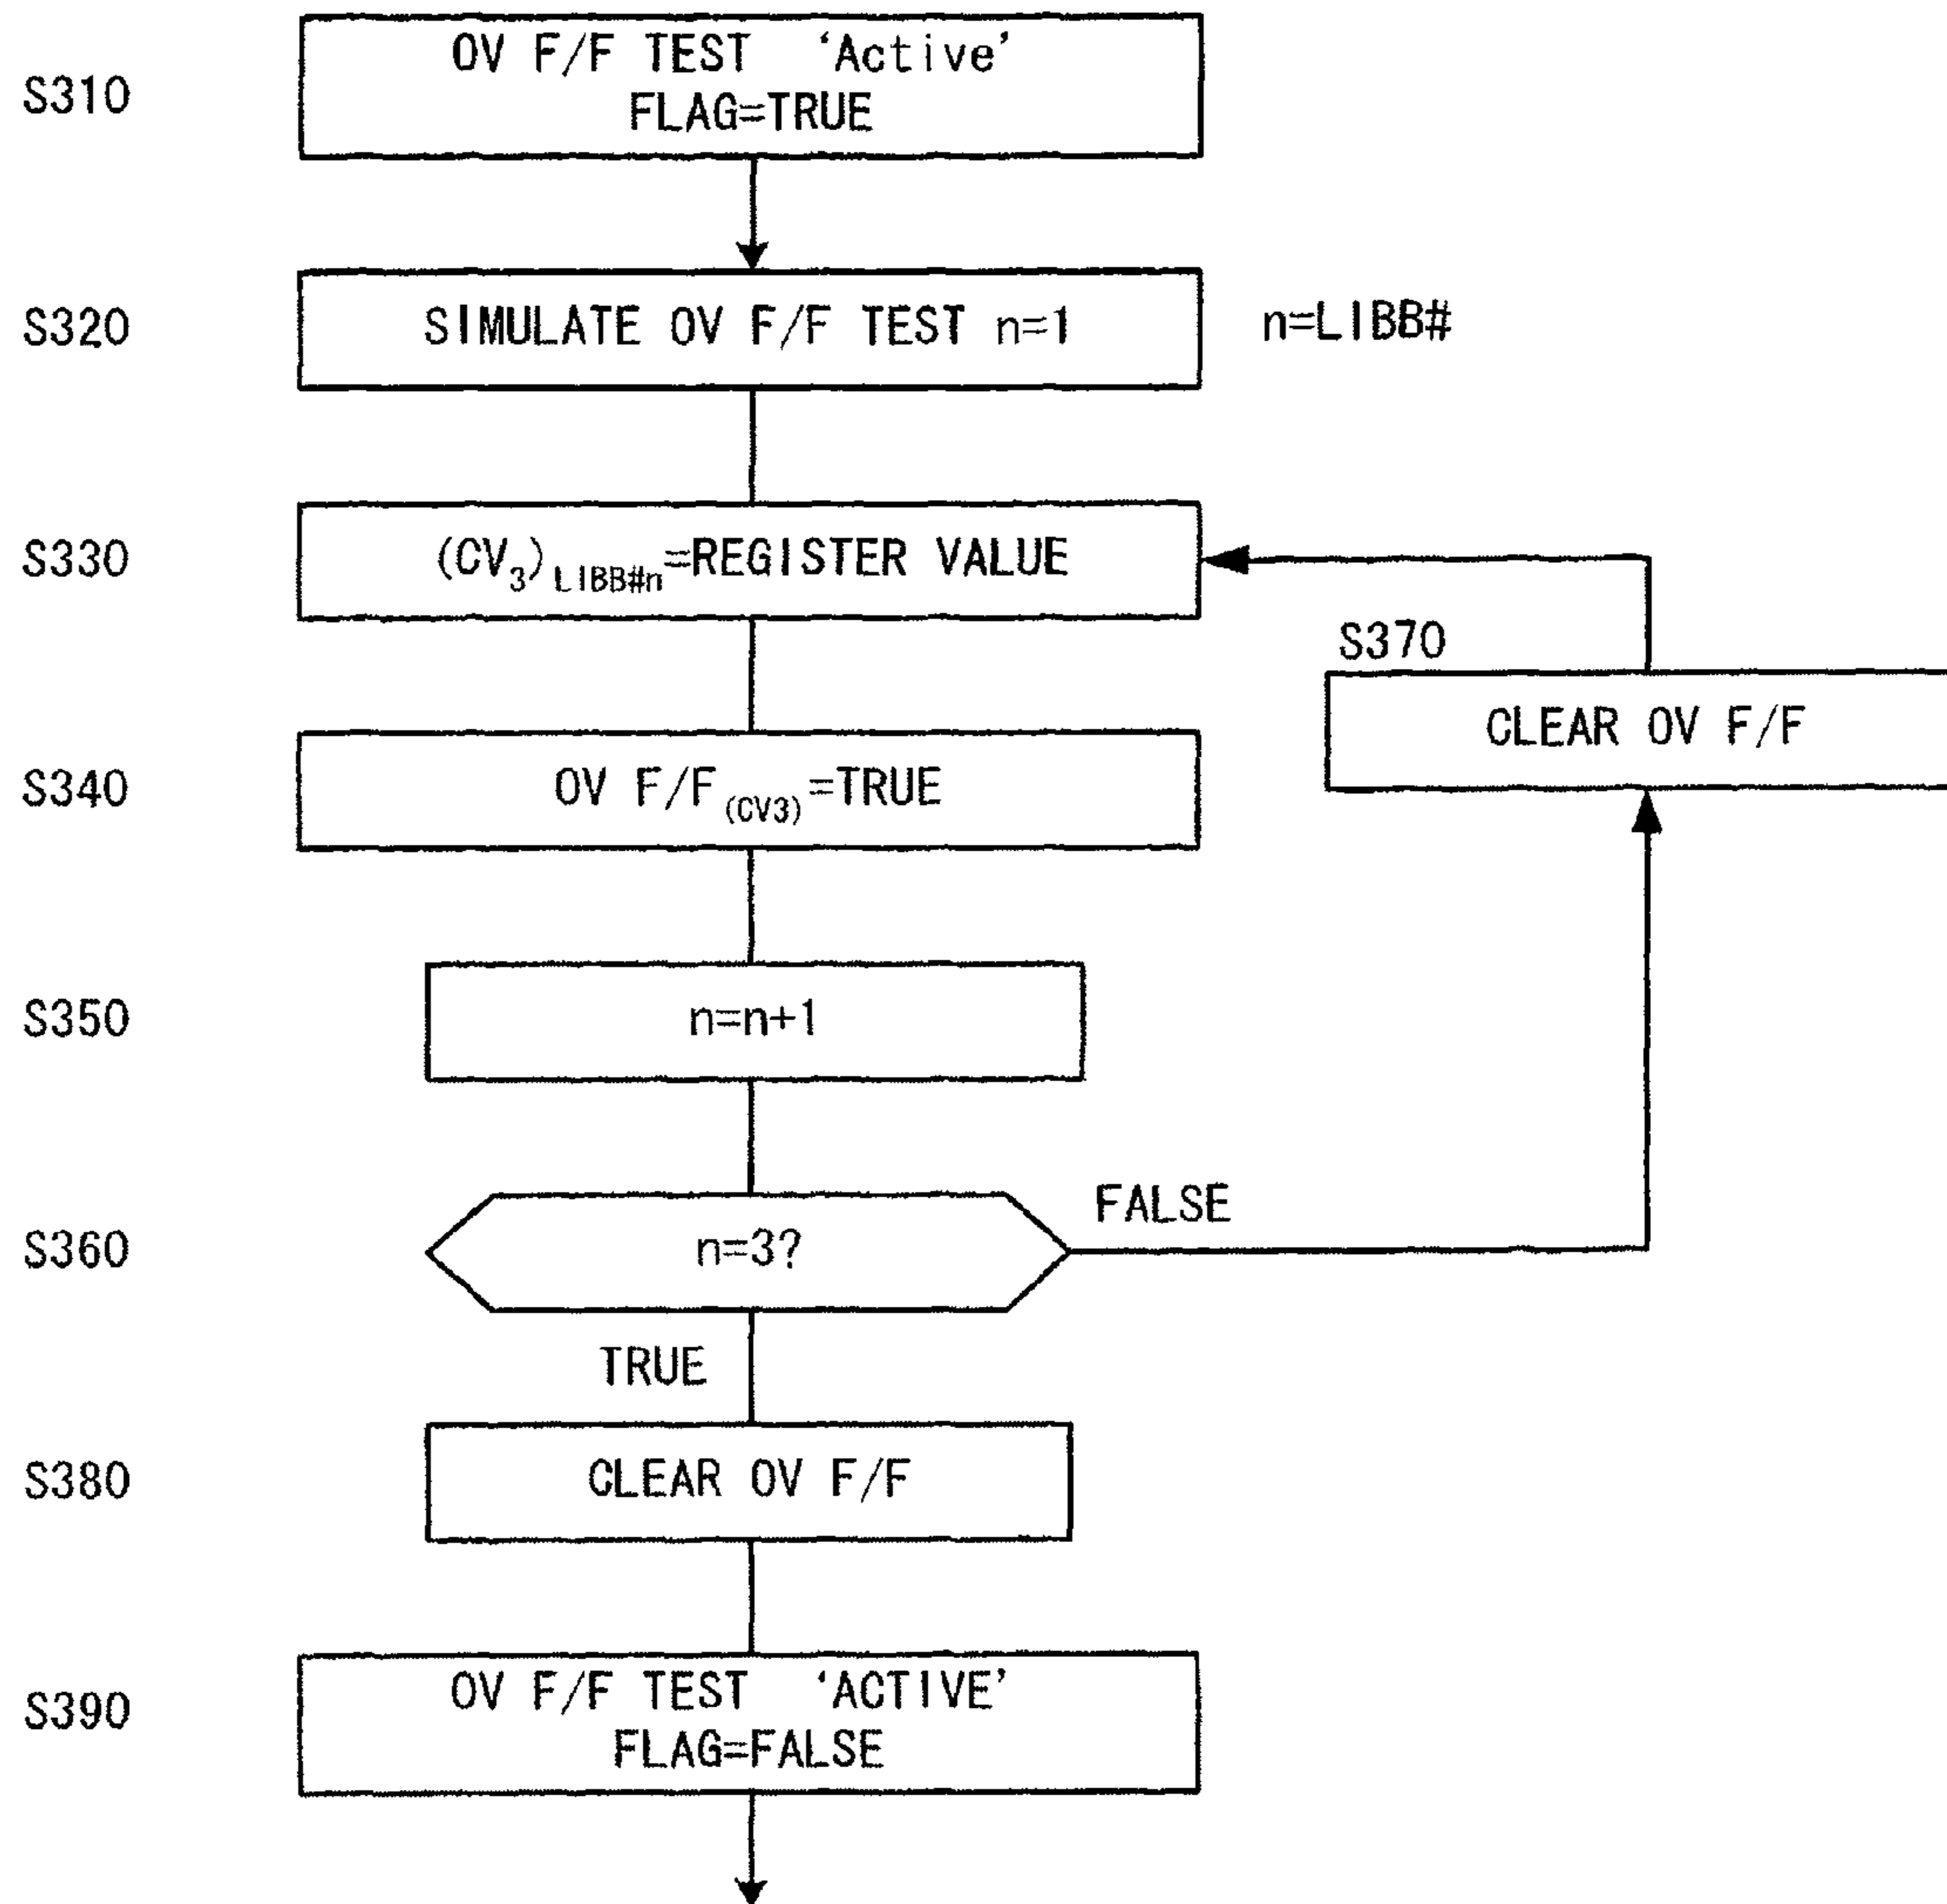 S310
OV F/F TEST 'Active'
FLAG=TRUE
S320
SIMULATE OV F/F TEST n=1
n=LIBB#
S330
(CV₃)LIBB#n=REGISTER VALUE
S370
CLEAR OV F/F
S340
OV F/F(CV3)=TRUE
S350
n=n+1
S360
n=3?
FALSE
TRUE
S380
CLEAR OV F/F
S390
OV F/F TEST 'ACTIVE'
FLAG=FALSE